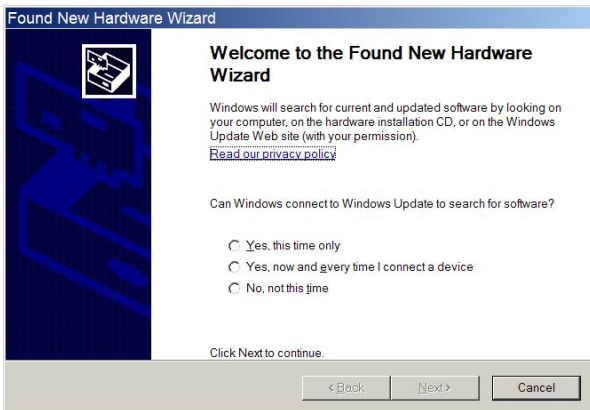 Found New Hardware Wizard
Welcome to the Found New Hardware
Wizard
Windows will search for current and updated software by looking on
your computer, on the hardware installation CD, or on the Windows
Update Web site (with your permission).
Read our privacy policy
Can Windows connect to Windows Update to search for software?
Yes, this time only
Yes, now and every time I connect a device
No, not this time
Click Next to continue.
< Back
Next >
Cancel